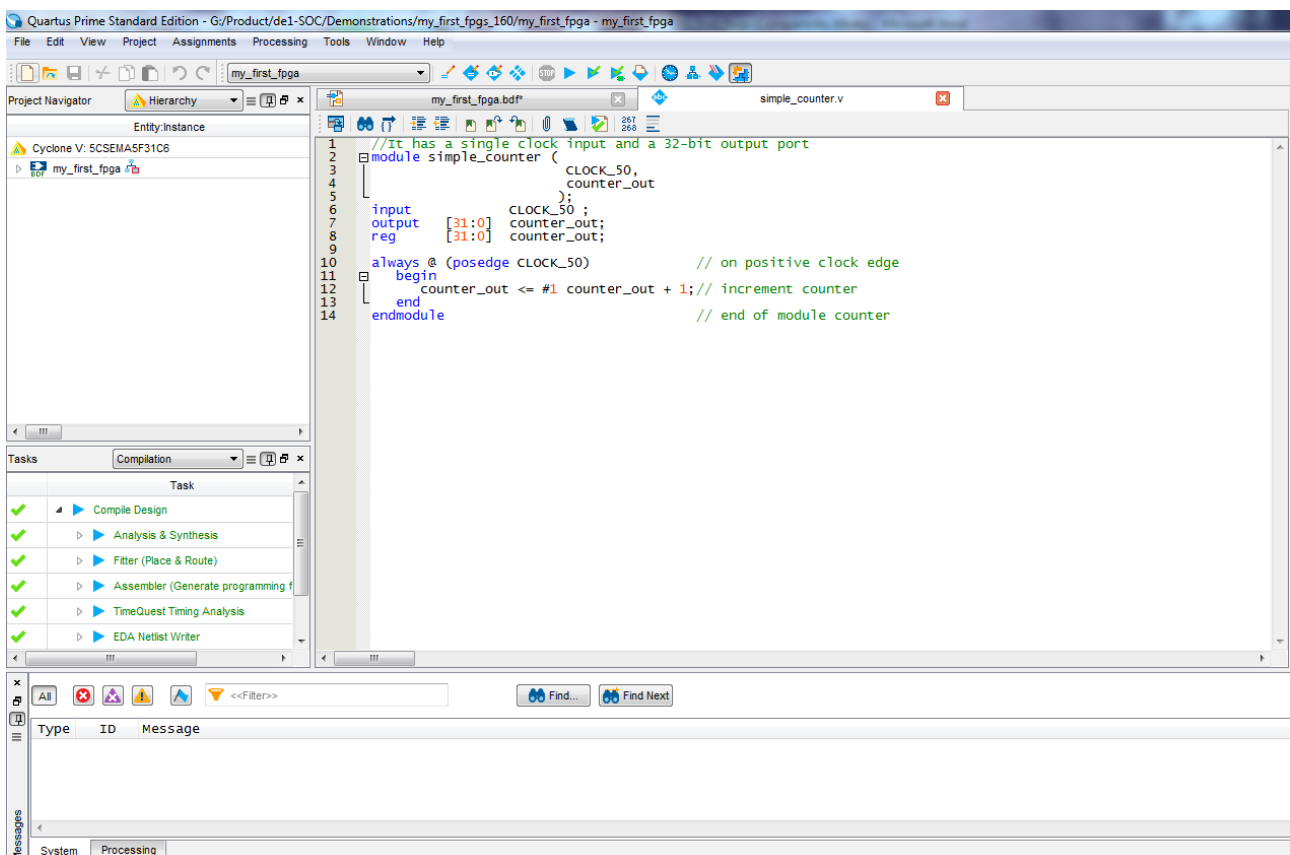 Quartus Prime Standard Edition - G:/Product/de1-SOC/Demonstrations/my_first_fpgs_160/my_first_fpga - my_first_fpga
File Edit View Project Assignments Processing Tools Window Help
my_first_fpga
Project Navigator Hierarchy
Entity:Instance
Cyclone V: 5CSEMA5F31C6
BDF my_first_fpga
my_first_fpga.bdf*
abc simple_counter.v
267
268
1 //It has a single clock input and a 32-bit output port
2 module simple_counter (
3 CLOCK_50,
4 counter_out
5 );
6 input CLOCK_50 ;
7 output [31:0] counter_out;
8 reg [31:0] counter_out;
9
10 always @ (posedge CLOCK_50) // on positive clock edge
11 begin
12 counter_out <= #1 counter_out + 1;// increment counter
13 end
14 endmodule // end of module counter
Tasks Compilation
Task
Compile Design
Analysis & Synthesis
Fitter (Place & Route)
Assembler (Generate programming f
TimeQuest Timing Analysis
EDA Netlist Writer
All <<Filter>> Find... Find Next
Type ID Message
Messages
System Processing